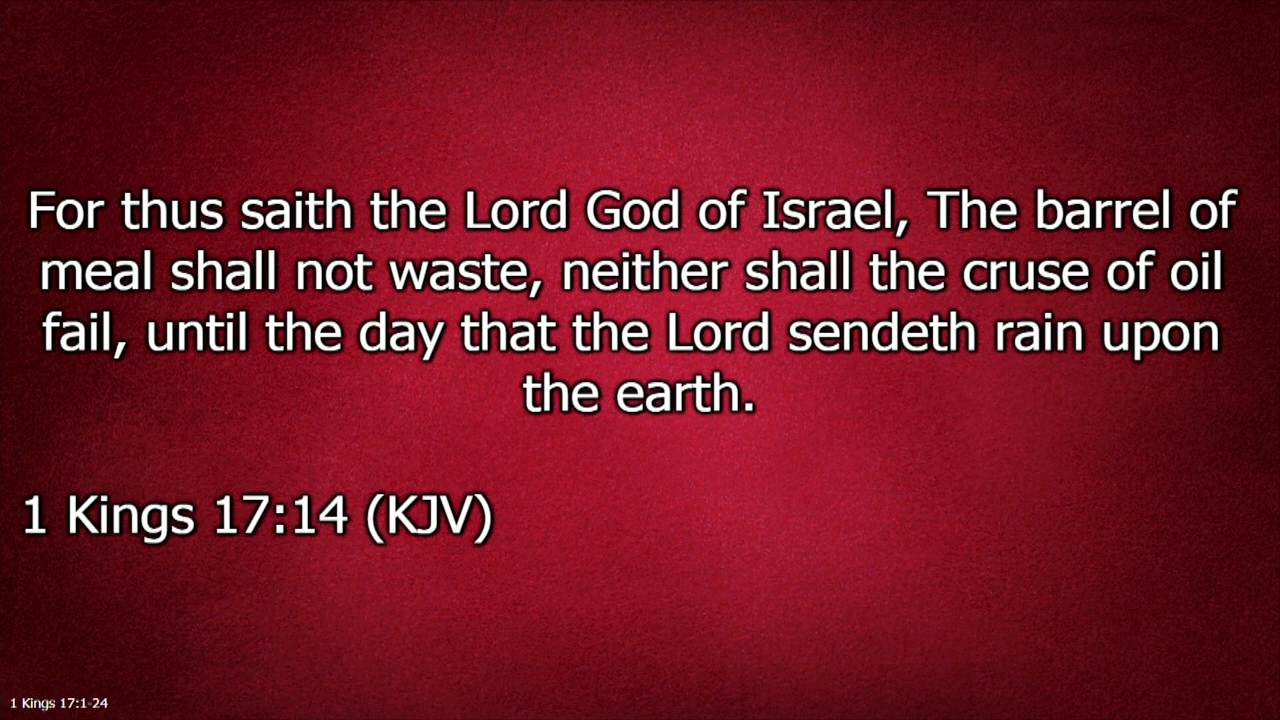 For thus saith the Lord God of Israel, The barrel of
meal shall not waste, neither shall the cruse of oil
fail, until the day that the Lord sendeth rain upon
the earth.
1 Kings 17:14 (KJV)
1 Kings 17:1-24